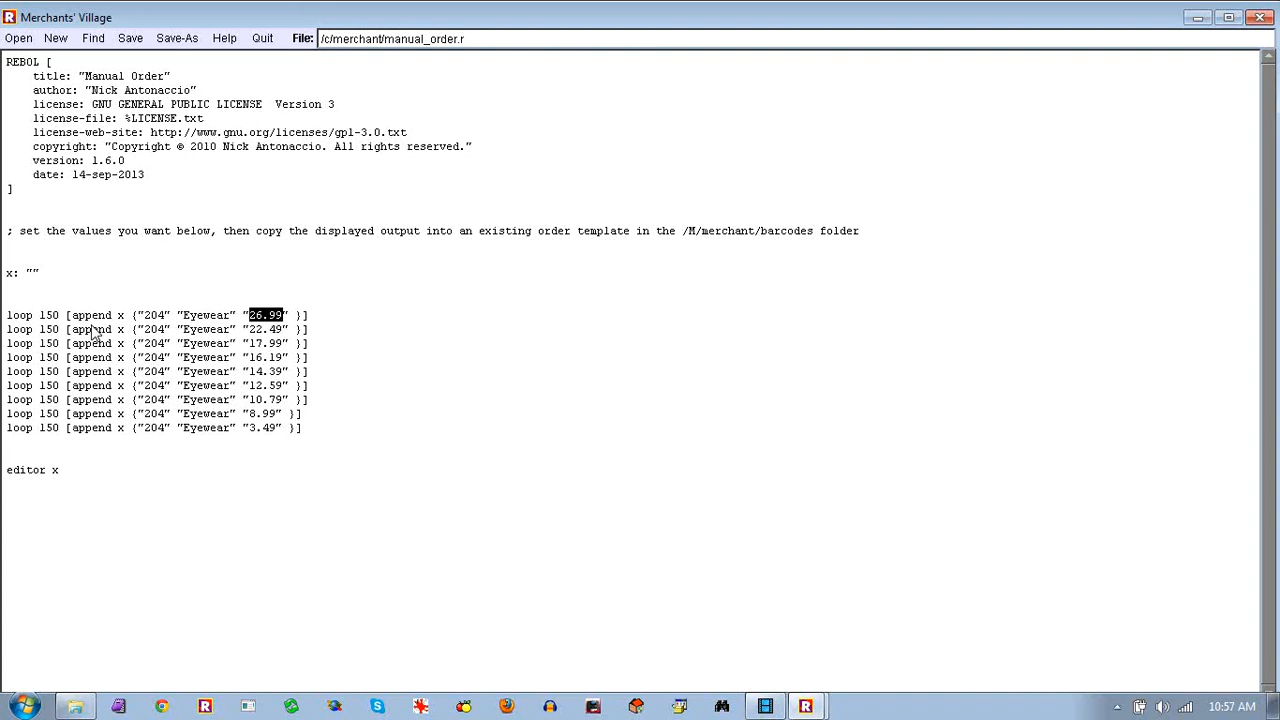 Merchants' Village
Open New Find Save Save-As Help Quit File: /c/merchant/manual_order.r
REBOL [
title: "Manual Order"
author: "Nick Antonaccio"
license: GNU GENERAL PUBLIC LICENSE Version 3
license-file: %LICENSE.txt
license-web-site: http://www.gnu.org/licenses/gpl-3.0.txt
copyright: "Copyright © 2010 Nick Antonaccio. All rights reserved."
version: 1.6.0
date: 14-sep-2013
]
; set the values you want below, then copy the displayed output into an existing order template in the /M/merchant/barcodes folder
x: ""
loop 150 [append x {"204" "Eyewear" "26.99" }]
loop 150 [append x {"204" "Eyewear" "22.49" }]
loop 150 [append x {"204" "Eyewear" "17.99" }]
loop 150 [append x {"204" "Eyewear" "16.19" }]
loop 150 [append x {"204" "Eyewear" "14.39" }]
loop 150 [append x {"204" "Eyewear" "12.59" }]
loop 150 [append x {"204" "Eyewear" "10.79" }]
loop 150 [append x {"204" "Eyewear" "8.99" }]
loop 150 [append x {"204" "Eyewear" "3.49" }]
editor x
10:57 AM